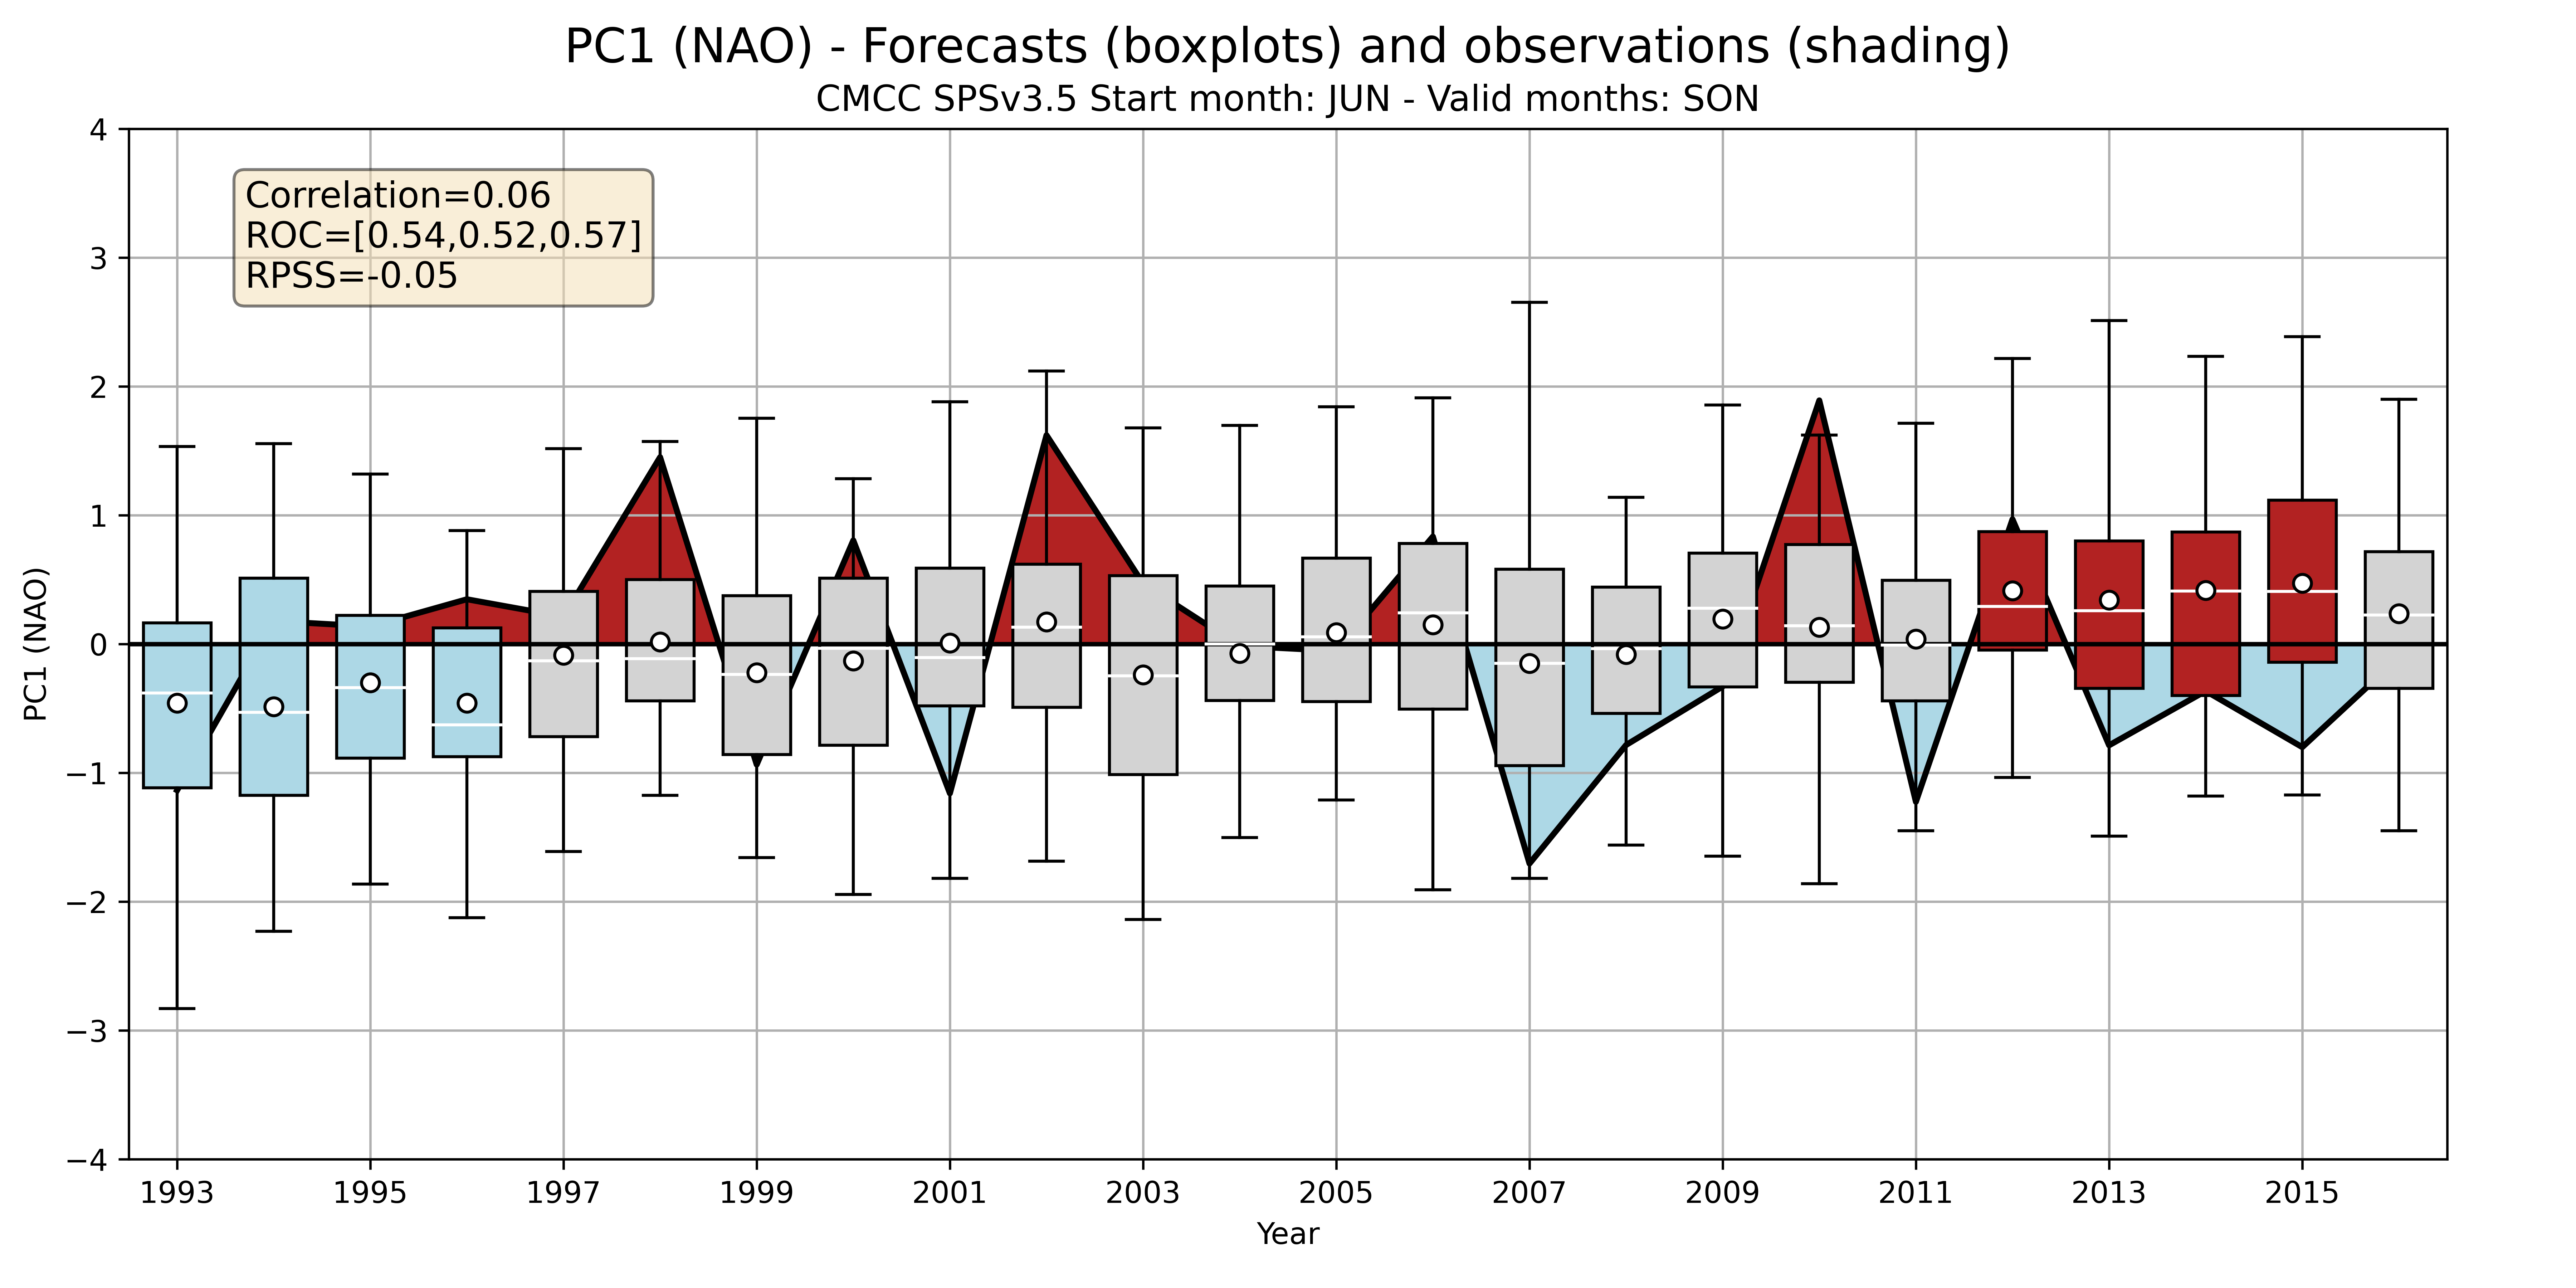 PC1 (NAO) - Forecasts (boxplots) and observations (shading)
CMCC SPSv3.5 Start month: JUN - Valid months: SON
Correlation=0.06
ROC=[0.54,0.52,0.57]
RPSS=-0.05
PC1 (NAO)
4
3
2
1
0
−1
−2
−3
−4
1993 1995 1997 1999 2001 2003 2005 2007 2009 2011 2013 2015
Year